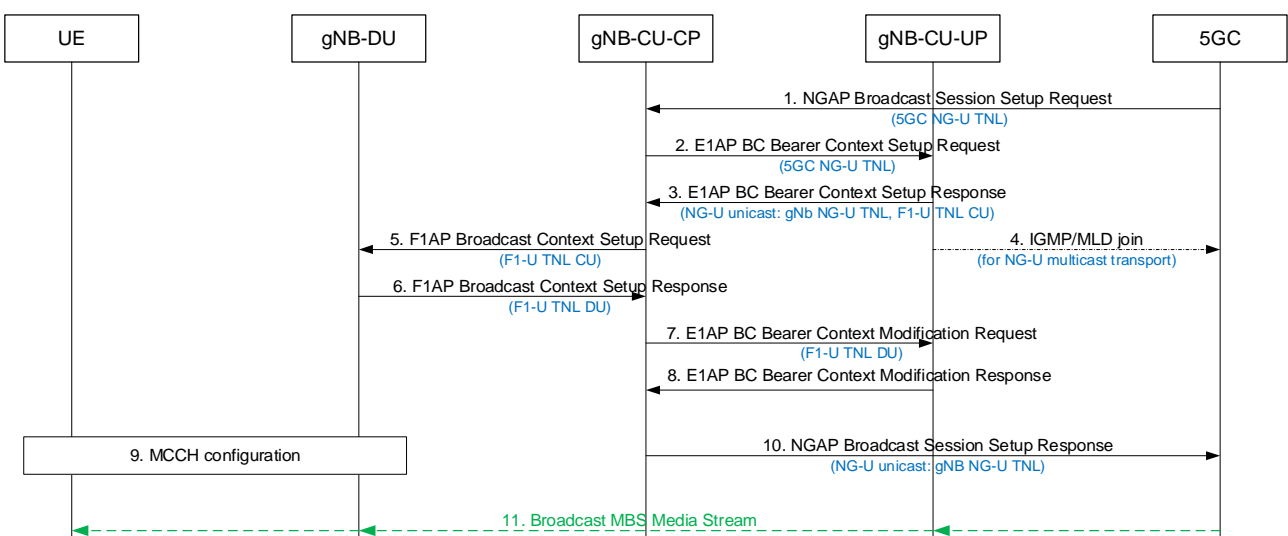 UE
gNB-DU
gNB-CU-CP
gNB-CU-UP
5GC
1. NGAP Broadcast Session Setup Request
(5GC NG-U TNL)
2. E1AP BC Bearer Context Setup Request
(5GC NG-U TNL)
3. E1AP BC Bearer Context Setup Response
(NG-U unicast: gNb NG-U TNL, F1-U TNL CU)
5. F1AP Broadcast Context Setup Request
(F1-U TNL CU)
4. IGMP/MLD join
(for NG-U multicast transport)
6. F1AP Broadcast Context Setup Response
(F1-U TNL DU)
7. E1AP BC Bearer Context Modification Request
(F1-U TNL DU)
8. E1AP BC Bearer Context Modification Response
9. MCCH configuration
10. NGAP Broadcast Session Setup Response
(NG-U unicast: gNB NG-U TNL)
11. Broadcast MBS Media Stream